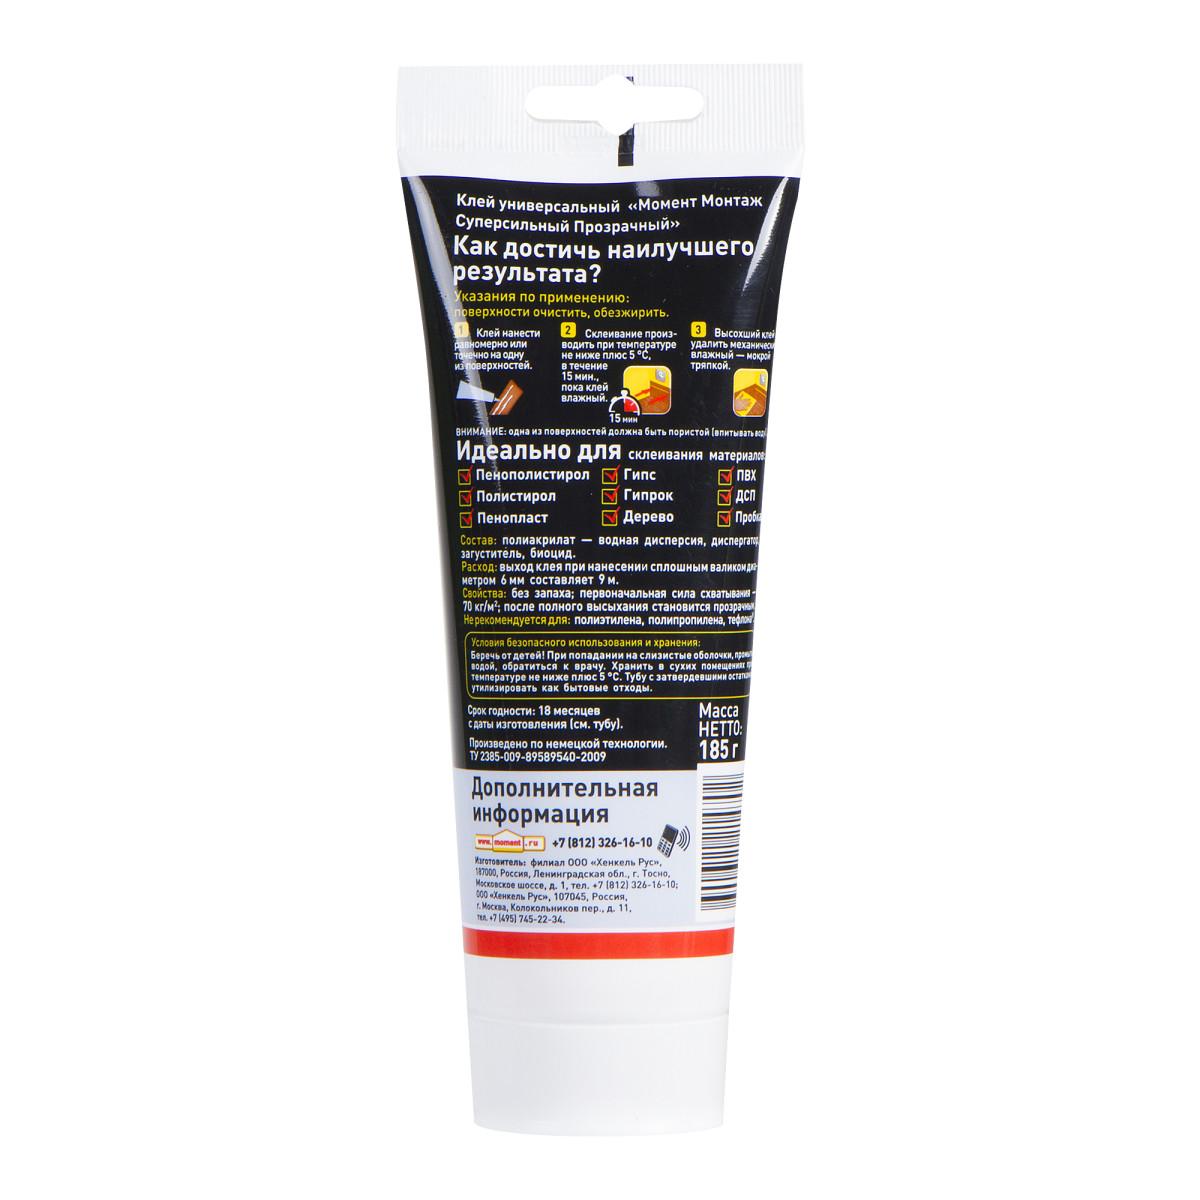 Клей универсальный «Момент Монтаж
Суперсильный Прозрачный»
Как достичь наилучшего
результата?
Указания по применению:
поверхности очистить, обезжирить.
1 Клей нанести
равномерно или
точечно на одну
из поверхностей.
2 Склеивание произ-
водить при температуре
не ниже плюс 5 °С,
в течение
15 мин.,
пока клей
влажный.
15 мин
3 Высохший клей
удалить механически
влажный — мокрой
тряпкой.
ВНИМАНИЕ: одна из поверхностей должна быть пористой (впитывать воду)
Идеально для склеивания материалов:
Пенополистирол Гипс ПВХ
Полистирол Гипрок ДСП
Пенопласт Дерево Пробка
Состав: полиакрилат — водная дисперсия, диспергатор,
загуститель, биоцид.
Расход: выход клея при нанесении сплошным валиком диа-
метром 6 мм составляет 9 м.
Свойства: без запаха; первоначальная сила схватывания —
70 кг/м²; после полного высыхания становится прозрачным.
Не рекомендуется для: полиэтилена, полипропилена, тефлона.
Условия безопасного использования и хранения:
Беречь от детей! При попадании на слизистые оболочки, промыть
водой, обратиться к врачу. Хранить в сухих помещениях при
температуре не ниже плюс 5 °С. Тубу с затвердевшими остатками
утилизировать как бытовые отходы.
Срок годности: 18 месяцев
с даты изготовления (см. тубу).
Произведено по немецкой технологии.
ТУ 2385-009-89589540-2009
Масса
НЕТТО:
185 г
Дополнительная
информация
www.moment.ru +7 (812) 326-16-10
Изготовитель: филиал ООО «Хенкель Рус»,
187000, Россия, Ленинградская обл., г. Тосно,
Московское шоссе, д. 1, тел. +7 (812) 326-16-10;
ООО «Хенкель Рус», 107045, Россия,
г. Москва, Колокольников пер., д. 11,
тел. +7 (495) 745-22-34.